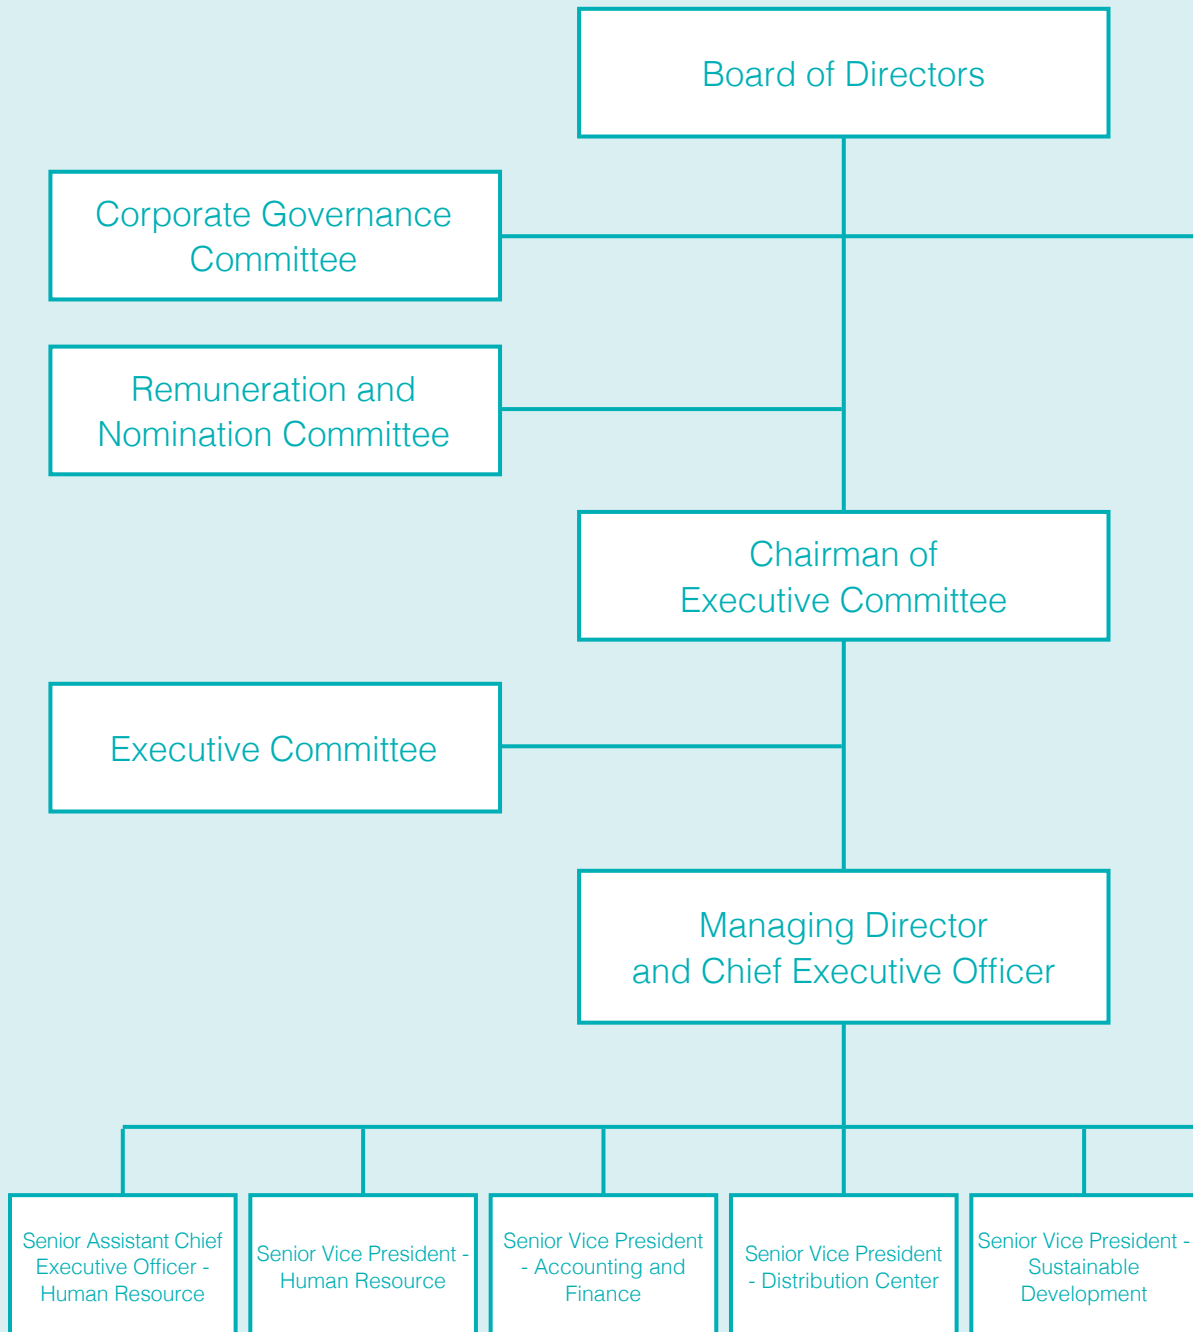 Board of Directors
Corporate Governance
Committee
Remuneration and
Nomination Committee
Chairman of
Executive Committee
Executive Committee
Managing Director
and Chief Executive Officer
Senior Assistant Chief
Executive Officer -
Human Resource
Senior Vice President -
Human Resource
Senior Vice President
- Accounting and
Finance
Senior Vice President
- Distribution Center
Senior Vice President -
Sustainable
Development